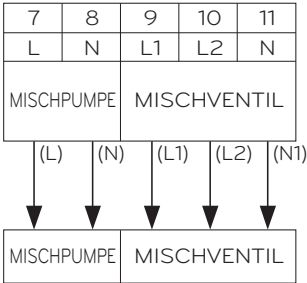 7 8 9 10 11
L N L1 L2 N
MISCHPUMPE MISCHVENTIL
(L) (N) (L1) (L2) (N1)
MISCHPUMPE MISCHVENTIL